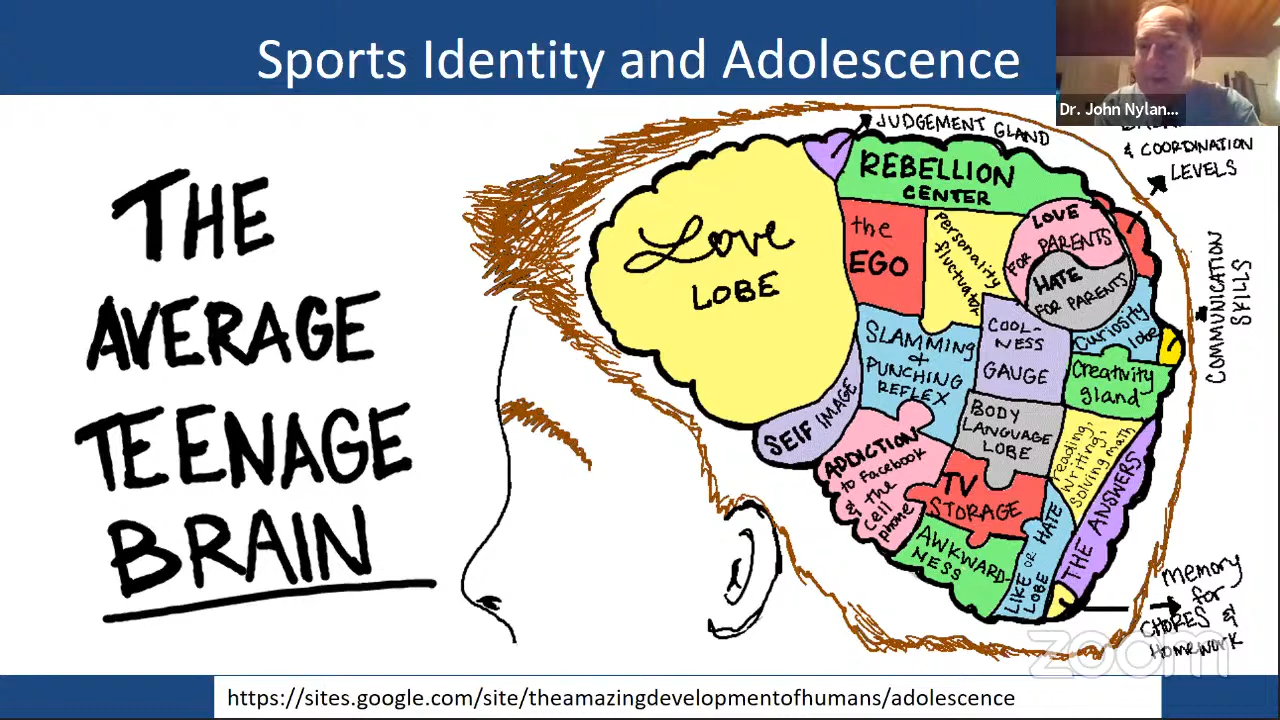 Sports Identity and Adolescence
Dr. John Nylan...
THE
AVERAGE
TEENAGE
BRAIN
JUDGEMENT GLAND
& COORDINATION
LEVELS
REBELLION
CENTER
Love
LOBE
the
EGO
Personality
fluctuator
LOVE
FOR PARENTS
HATE
FOR PARENTS
COMMUNICATION
SKILLS
SLAMMING
&
PUNCHING
REFLEX
COOL-
NESS
GAUGE
Curiosity
lobe
Creativity
gland
SElF IMAGE
BODY
LANGUAGE
LOBE
reading,
writing,
solving math
ADDICTION
to Facebook
& the
cell
phone
TV
STORAGE
THE ANSWERS
AWKWARD-
NESS
LIKE OR HATE
LOBE
memory
for
CHORES &
HOMEWORK
zoom
https://sites.google.com/site/theamazingdevelopmentofhumans/adolescence